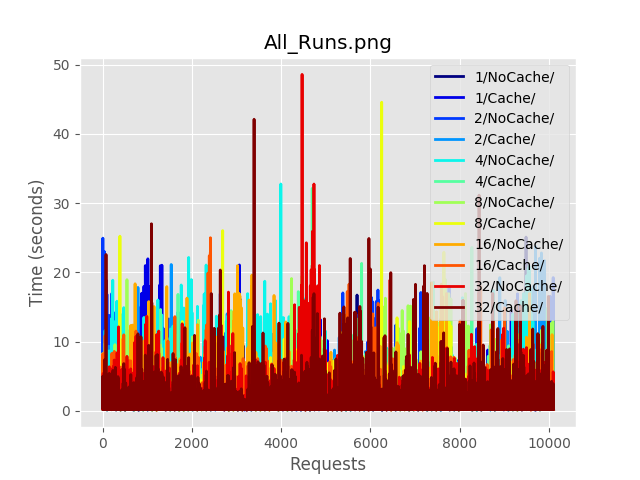 All_Runs.png
50
40
30
20
10
0
Time (seconds)
1/NoCache/
1/Cache/
2/NoCache/
2/Cache/
4/NoCache/
4/Cache/
8/NoCache/
8/Cache/
16/NoCache/
16/Cache/
32/NoCache/
32/Cache/
0 2000 4000 6000 8000 10000
Requests